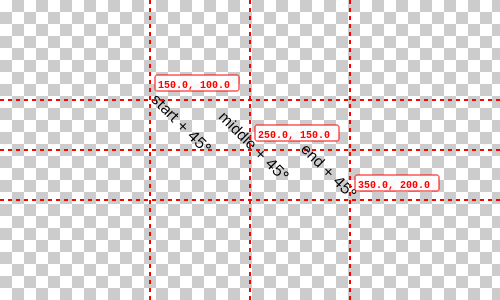 150.0, 100.0
start + 45°
middle + 45°
250.0, 150.0
end + 45°
350.0, 200.0